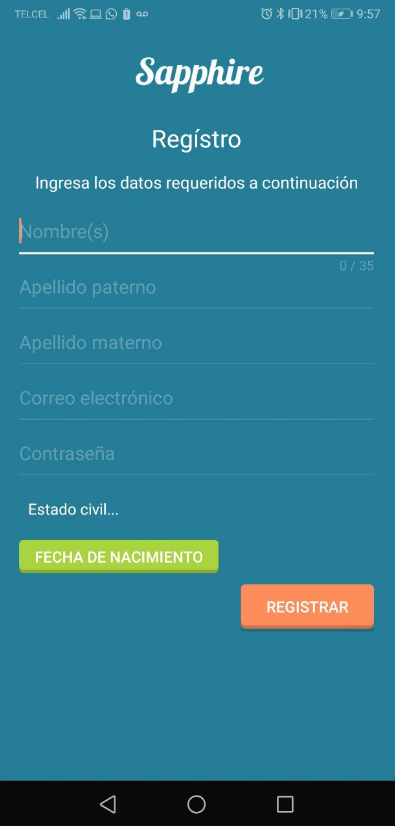 TELCEL 21% 9:57
Sapphire
Regístro
Ingresa los datos requeridos a continuación
Nombre(s)
0 / 35
Apellido paterno
Apellido materno
Correo electrónico
Contraseña
Estado civil...
FECHA DE NACIMIENTO
REGISTRAR